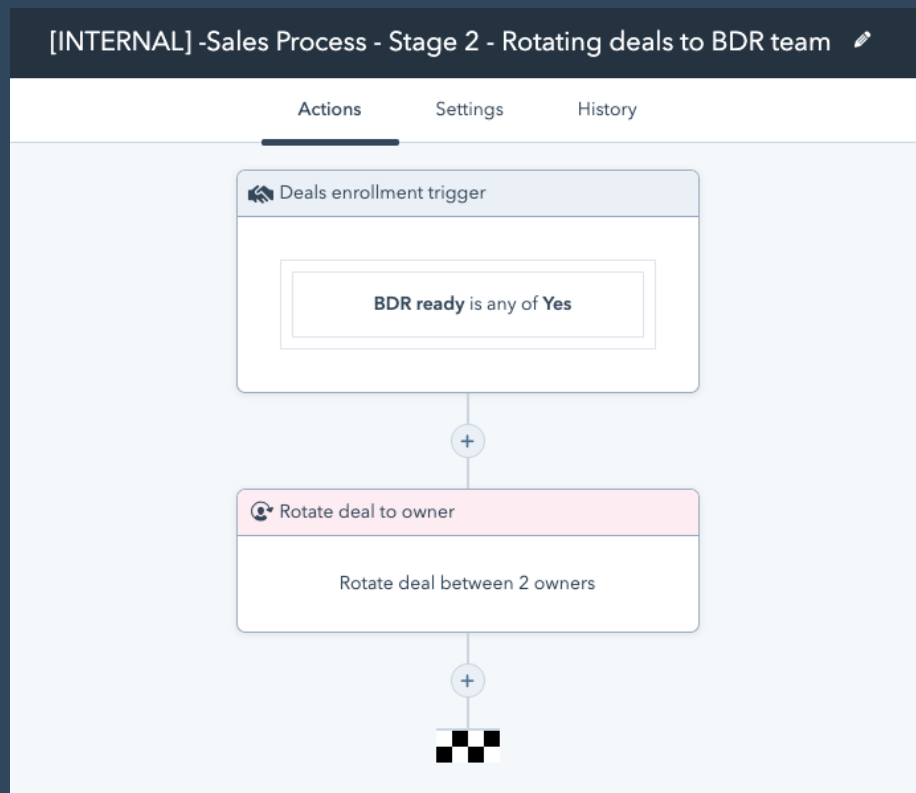 [INTERNAL] -Sales Process - Stage 2 - Rotating deals to BDR team
Actions
Settings
History
Deals enrollment trigger
BDR ready is any of Yes
+
Rotate deal to owner
Rotate deal between 2 owners
+